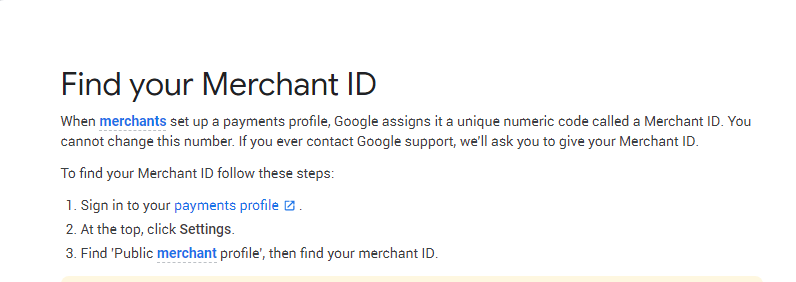 Find your Merchant ID
When merchants set up a payments profile, Google assigns it a unique numeric code called a Merchant ID. You
cannot change this number. If you ever contact Google support, we'll ask you to give your Merchant ID.
To find your Merchant ID follow these steps:
1. Sign in to your payments profile .
2. At the top, click Settings.
3. Find 'Public merchant profile', then find your merchant ID.